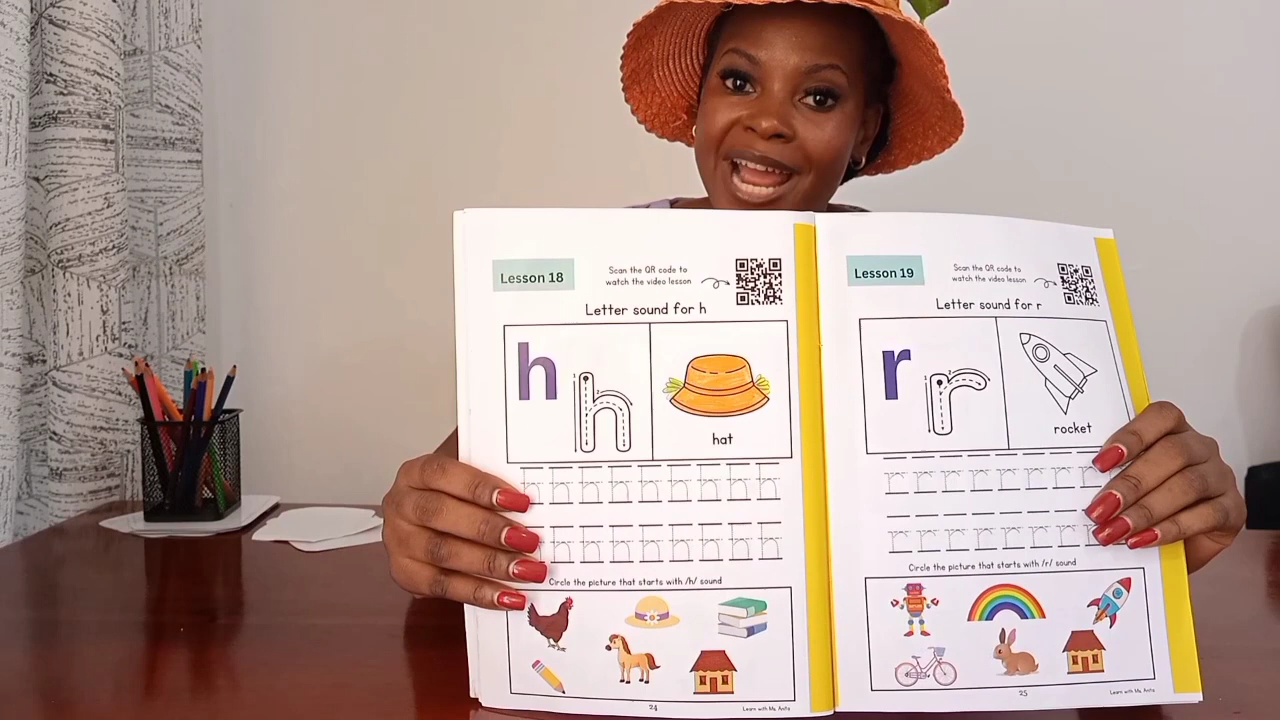 Lesson 18
Scan the QR code to
watch the video lesson
Letter sound for h
h
h
hat
h h h h h h h h h
h h h h h h h h
Circle the picture that starts with /h/ sound
24
Learn with Ms. Anita
Lesson 19
Scan the QR code to
watch the video lesson
Letter sound for r
r
r
rocket
r r r r r r r r
r r r r r r r r
Circle the picture that starts with /r/ sound
25
Learn with Ms. Anita